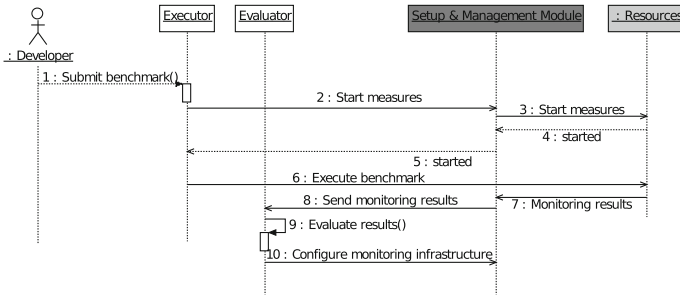 Executor
Evaluator
Setup & Management Module
: Resources
: Developer
1 : Submit benchmark()
2 : Start measures
3 : Start measures
4 : started
5 : started
6 : Execute benchmark
7 : Monitoring results
8 : Send monitoring results
9 : Evaluate results()
10 : Configure monitoring infrastructure